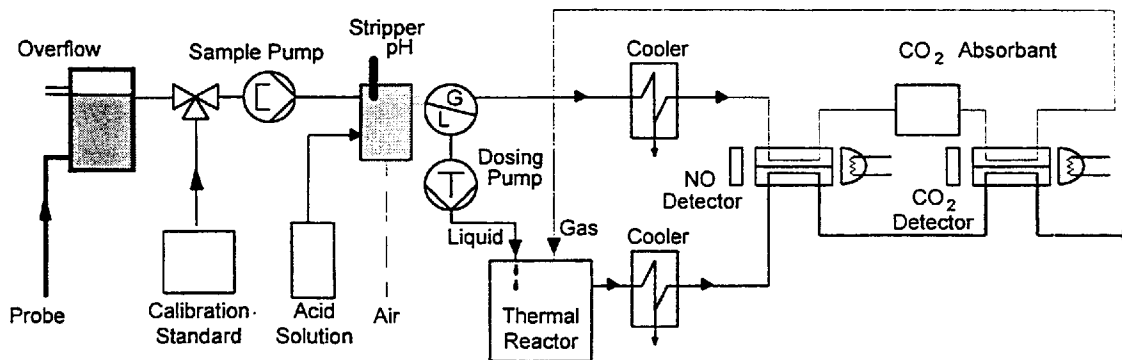 Overflow
Sample Pump
Stripper
pH
Cooler
CO2 Absorbant
G
L
Dosing
Pump
NO
Detector
CO2
Detector
Liquid
Gas
Cooler
Probe
Calibration·
Standard
Acid
Solution
Air
Thermal
Reactor